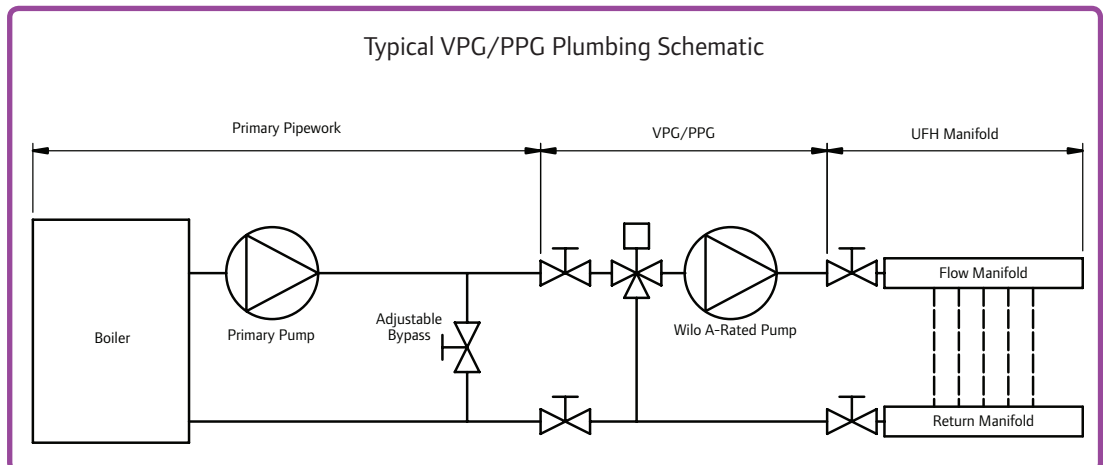 Typical VPG/PPG Plumbing Schematic
Primary Pipework
VPG/PPG
UFH Manifold
Boiler
Primary Pump
Adjustable
Bypass
Wilo A-Rated Pump
Flow Manifold
Return Manifold